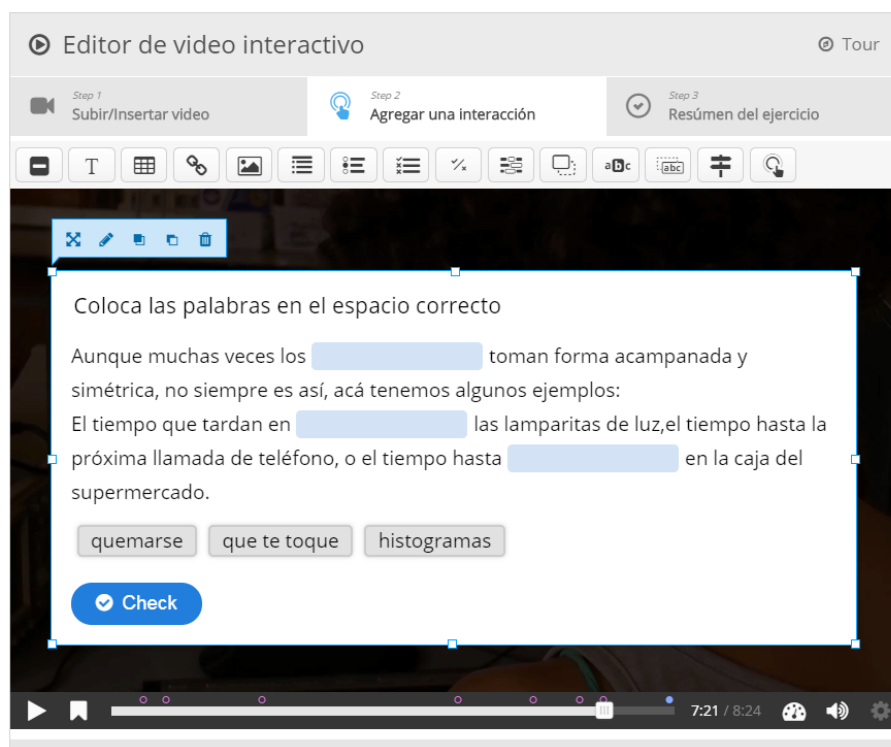 Editor de video interactivo
Tour
Step 1
Subir/Insertar video
Step 2
Agregar una interacción
Step 3
Resúmen del ejercicio
T
abc
abc
Coloca las palabras en el espacio correcto
Aunque muchas veces los toman forma acampanada y
simétrica, no siempre es así, acá tenemos algunos ejemplos:
El tiempo que tardan en las lamparitas de luz,el tiempo hasta la
próxima llamada de teléfono, o el tiempo hasta en la caja del
supermercado.
quemarse que te toque histogramas
Check
7:21 / 8:24